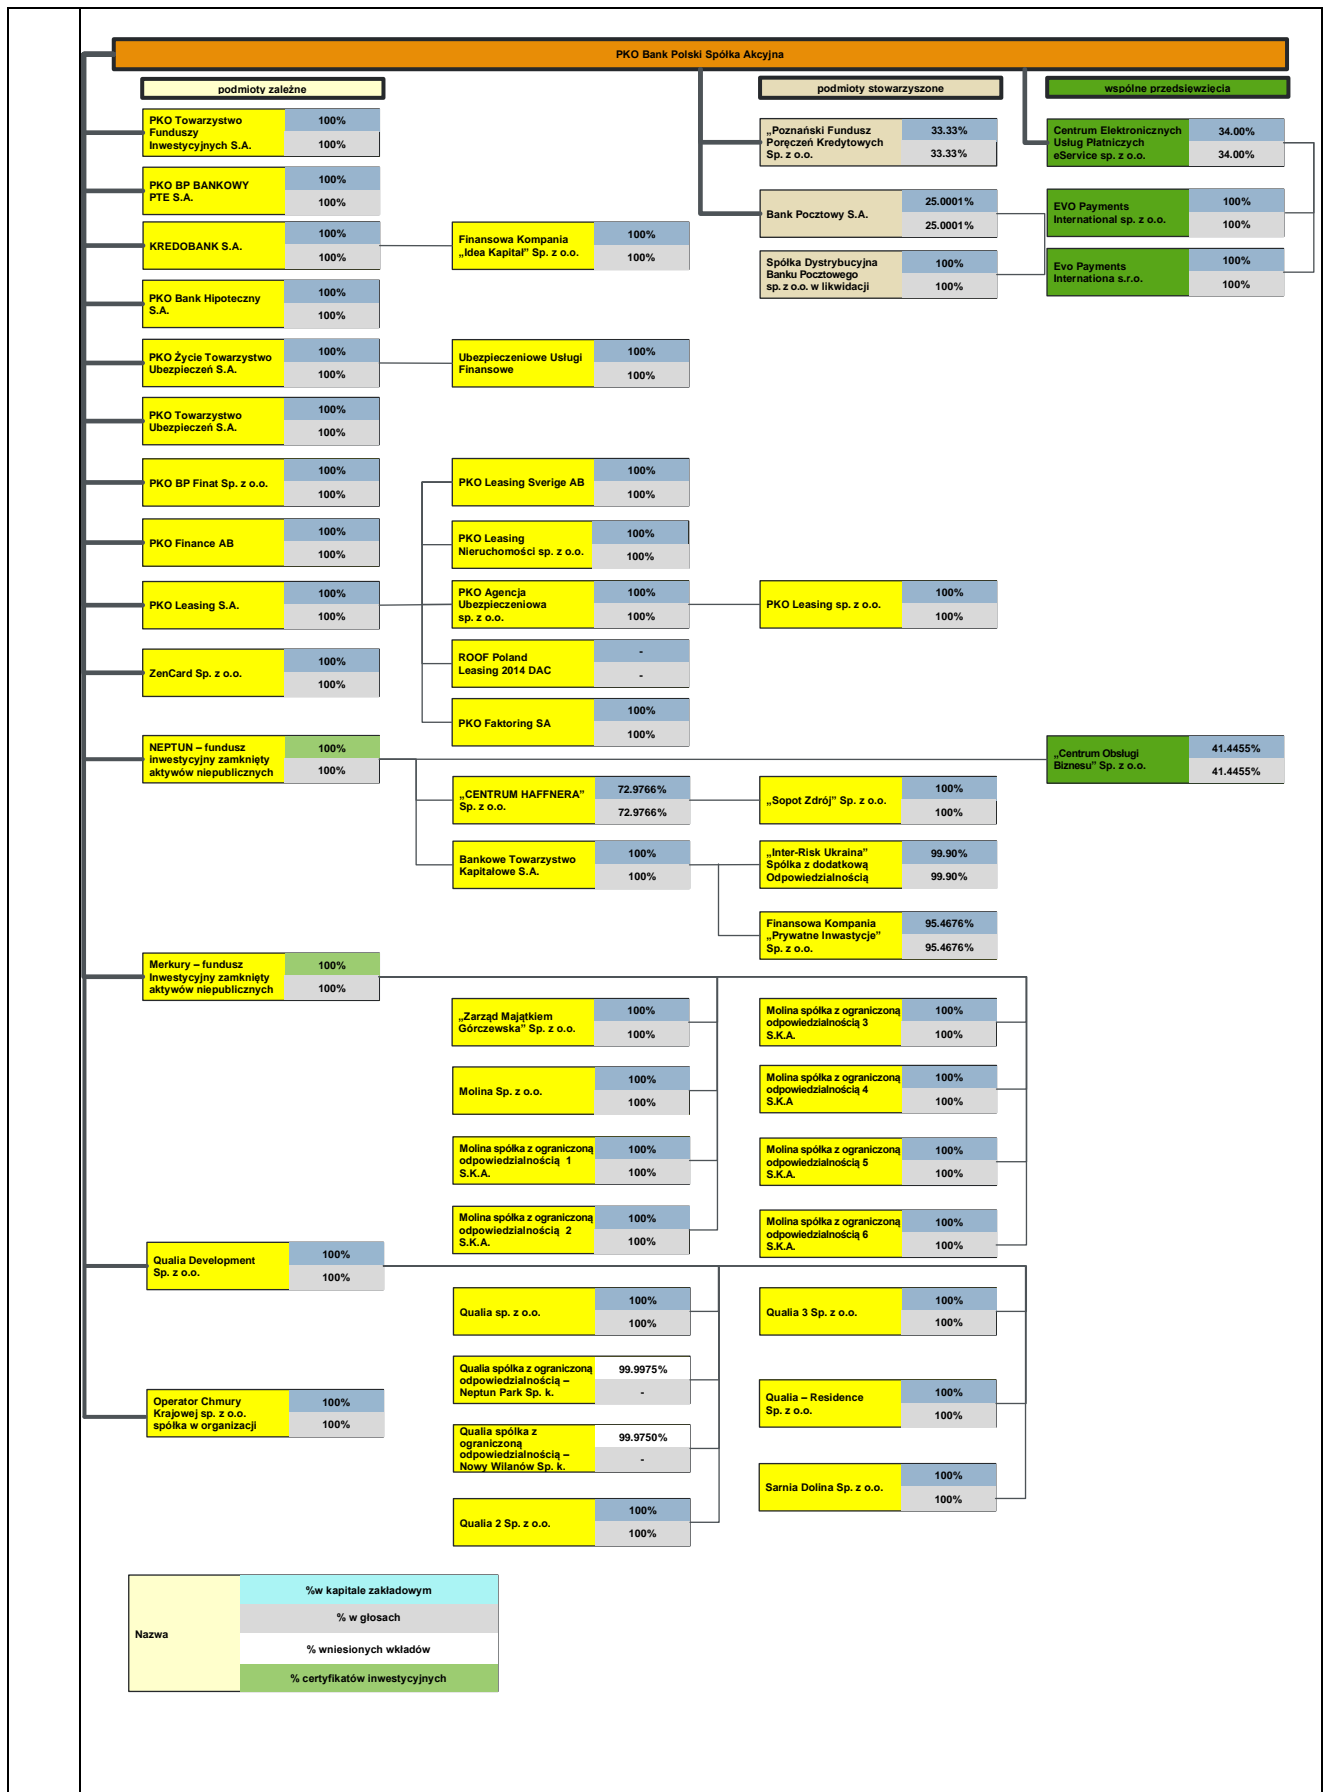 PKO Bank Polski Spółka Akcyjna
podmioty zależne
podmioty stowarzyszone
wspólne przedsięwzięcia
PKO Towarzystwo
Funduszy
Inwestycyjnych S.A.
100%
100%
„Poznański Fundusz
Poręczeń Kredytowych
Sp. z o.o.
33.33%
33.33%
Centrum Elektronicznych
Usług Płatniczych
eService sp. z o.o.
34.00%
34.00%
PKO BP BANKOWY
PTE S.A.
100%
100%
Bank Pocztowy S.A.
25.0001%
25.0001%
EVO Payments
International sp. z o.o.
100%
100%
KREDOBANK S.A.
100%
100%
Finansowa Kompania
„Idea Kapitał” Sp. z o.o.
100%
100%
Spółka Dystrybucyjna
Banku Pocztowego
sp. z o.o. w likwidacji
100%
100%
Evo Payments
Internationa s.r.o.
100%
100%
PKO Bank Hipoteczny
S.A.
100%
100%
PKO Życie Towarzystwo
Ubezpieczeń S.A.
100%
100%
Ubezpieczeniowe Usługi
Finansowe
100%
100%
PKO Towarzystwo
Ubezpieczeń S.A.
100%
100%
PKO BP Finat Sp. z o.o.
100%
100%
PKO Leasing Sverige AB
100%
100%
PKO Finance AB
100%
100%
PKO Leasing
Nieruchomości sp. z o.o.
100%
100%
PKO Leasing S.A.
100%
100%
PKO Agencja
Ubezpieczeniowa
sp. z o.o.
100%
100%
PKO Leasing sp. z o.o.
100%
100%
ZenCard Sp. z o.o.
100%
100%
ROOF Poland
Leasing 2014 DAC
-
-
PKO Faktoring SA
100%
100%
NEPTUN – fundusz
inwestycyjny zamknięty
aktywów niepublicznych
100%
100%
„Centrum Obsługi
Biznesu” Sp. z o.o.
41.4455%
41.4455%
„CENTRUM HAFFNERA”
Sp. z o.o.
72.9766%
72.9766%
„Sopot Zdrój” Sp. z o.o.
100%
100%
Bankowe Towarzystwo
Kapitałowe S.A.
100%
100%
„Inter-Risk Ukraina”
Spólka z dodatkową
Odpowiedzialnością
99.90%
99.90%
Finansowa Kompania
„Prywatne Inwastycje”
Sp. z o.o.
95.4676%
95.4676%
Merkury – fundusz
Inwestycyjny zamknięty
aktywów niepublicznych
100%
100%
„Zarząd Majątkiem
Górczewska” Sp. z o.o.
100%
100%
Molina spółka z ograniczoną
odpowiedzialnością 3
S.K.A.
100%
100%
Molina Sp. z o.o.
100%
100%
Molina spółka z ograniczoną
odpowiedzialnością 4
S.K.A
100%
100%
Molina spółka z ograniczoną
odpowiedzialnością 1
S.K.A.
100%
100%
Molina spółka z ograniczoną
odpowiedzialnością 5
S.K.A.
100%
100%
Molina spółka z ograniczoną
odpowiedzialnością 2
S.K.A.
100%
100%
Molina spółka z ograniczoną
odpowiedzialnością 6
S.K.A.
100%
100%
Qualia Development
Sp. z o.o.
100%
100%
Qualia sp. z o.o.
100%
100%
Qualia 3 Sp. z o.o.
100%
100%
Qualia spólka z ograniczoną
odpowiedzialnością –
Neptun Park Sp. k.
99.9975%
-
Operator Chmury
Krajowej sp. z o.o.
spółka w organizacji
100%
100%
Qualia – Residence
Sp. z o.o.
100%
100%
Qualia spólka z
ograniczoną
odpowiedzialnością –
Nowy Wilanów Sp. k.
99.9750%
-
Sarnia Dolina Sp. z o.o.
100%
100%
Qualia 2 Sp. z o.o.
100%
100%
Nazwa
%w kapitale zakładowym
% w głosach
% wniesionych wkładów
% certyfikatów inwestycyjnych